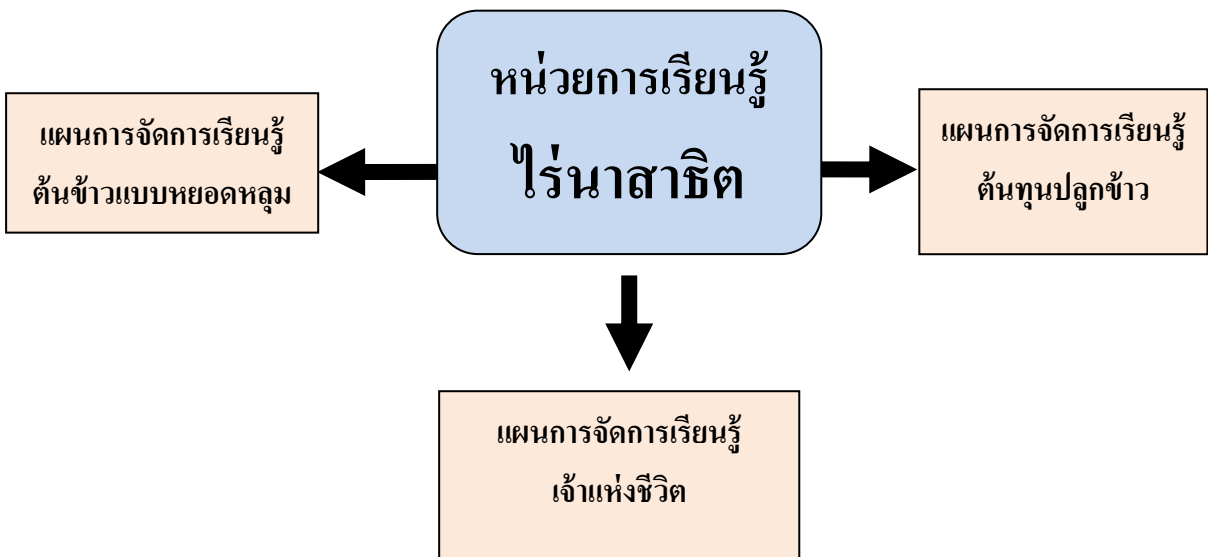 หน่วยการเรียนรู้
ไร่นาสาธิต
แผนการจัดการเรียนรู้
ต้นข้าวแบบหยอดหลุม
แผนการจัดการเรียนรู้
ต้นทุนปลูกข้าว
แผนการจัดการเรียนรู้
เจ้าแห่งชีวิต